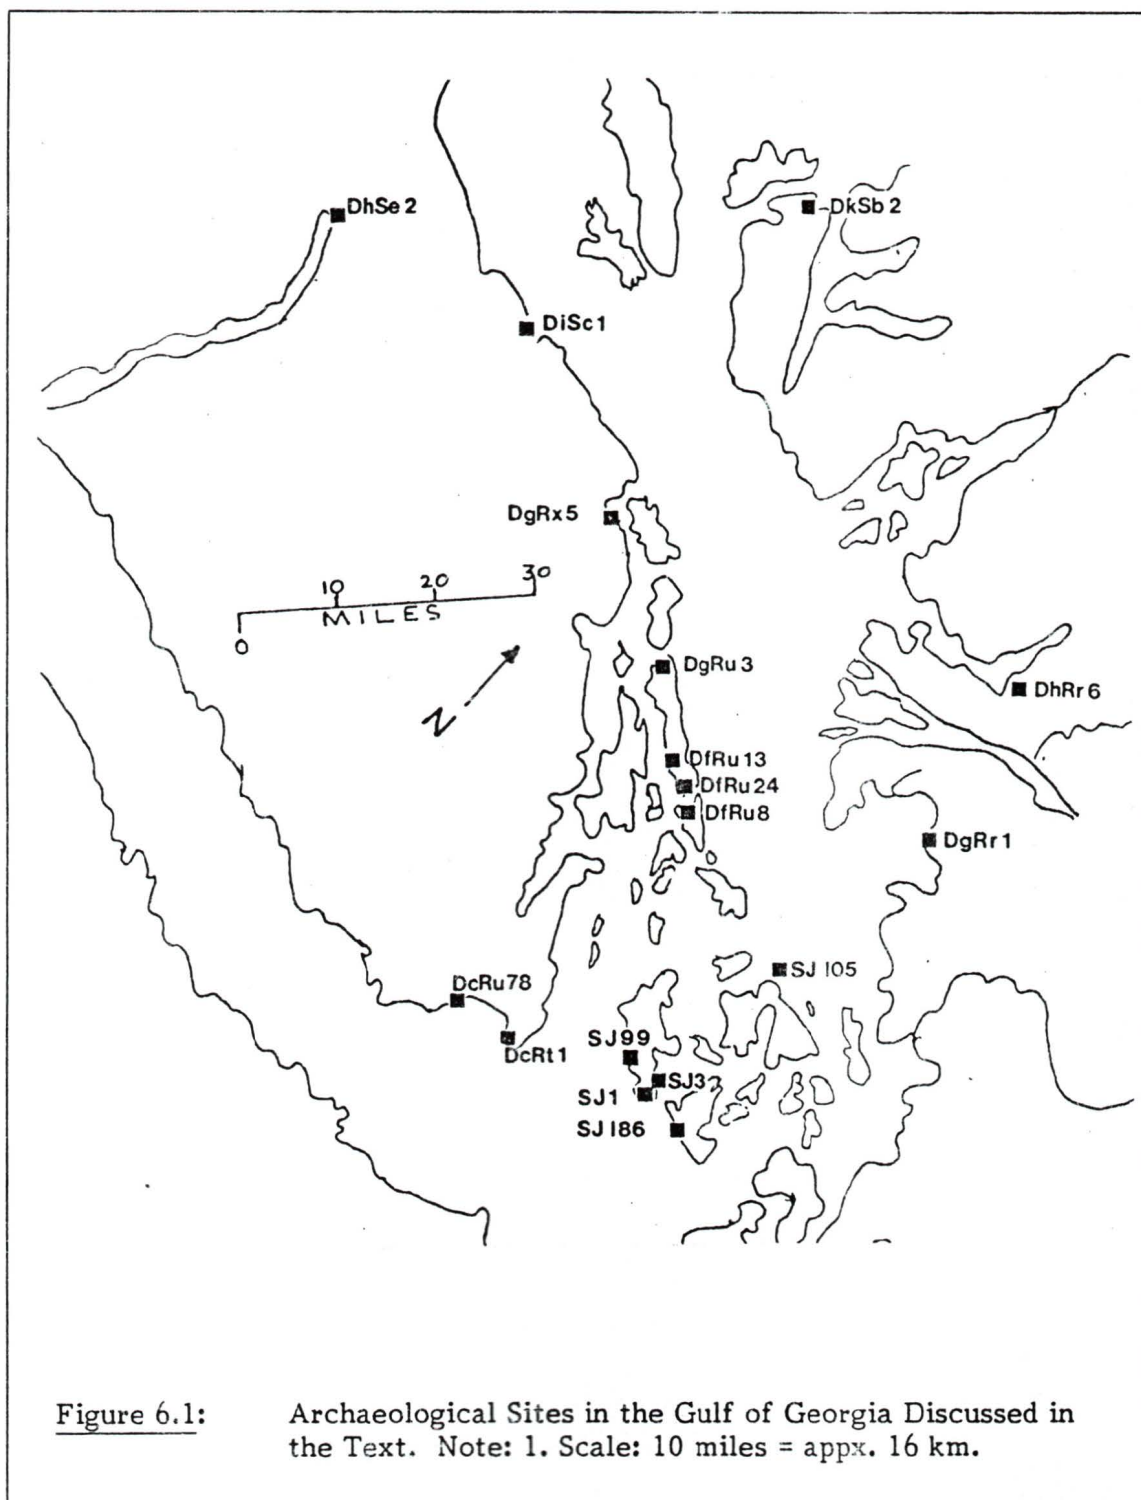 DhSe 2
DkSb 2
DiSc 1
DgRx 5
0 10 20 30
MILES
N
DgRu 3
DhRr 6
DfRu 13
DfRu 24
DfRu 8
DgRr 1
SJ 105
DcRu 78
DcRt 1
SJ 99
SJ 3
SJ 1
SJ 186
Figure 6.1: Archaeological Sites in the Gulf of Georgia Discussed in
the Text. Note: 1. Scale: 10 miles = appx. 16 km.